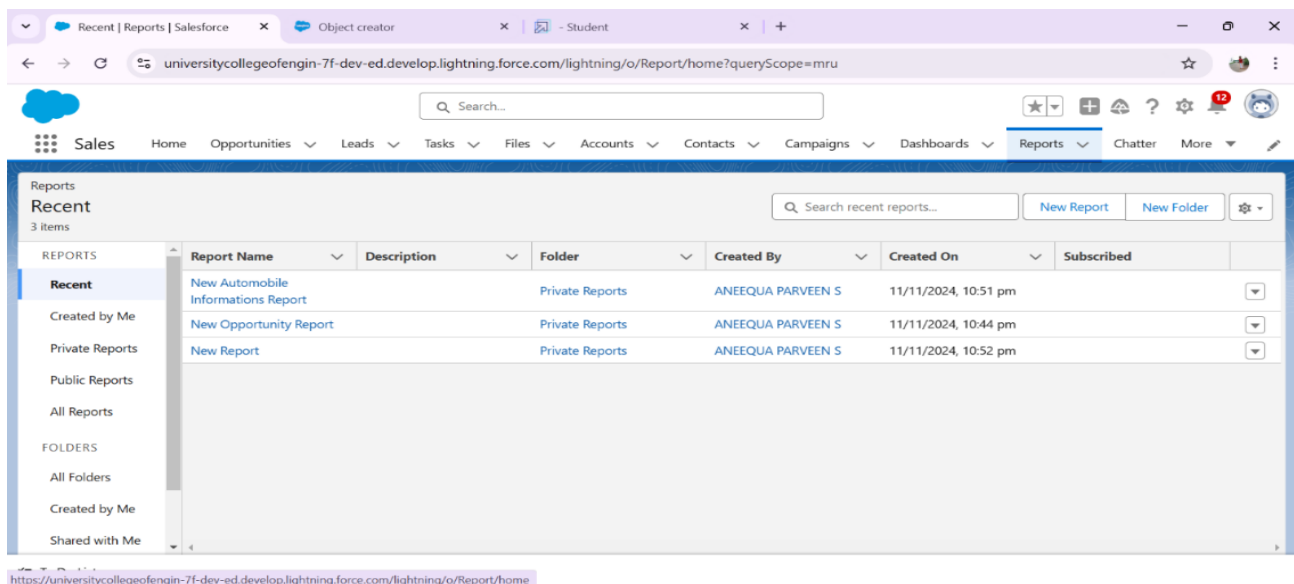 Recent | Reports | Salesforce
Object creator
- Student
universitycollegeofengin-7f-dev-ed.develop.lightning.force.com/lightning/o/Report/home?queryScope=mru
Search...
12
Sales Home Opportunities Leads Tasks Files Accounts Contacts Campaigns Dashboards Reports Chatter More
Reports
Recent
3 items
Search recent reports...
New Report New Folder
REPORTS
Recent
Created by Me
Private Reports
Public Reports
All Reports
FOLDERS
All Folders
Created by Me
Shared with Me
Report Name Description Folder Created By Created On Subscribed
New Automobile
Informations Report Private Reports ANEEQUA PARVEEN S 11/11/2024, 10:51 pm
New Opportunity Report Private Reports ANEEQUA PARVEEN S 11/11/2024, 10:44 pm
New Report Private Reports ANEEQUA PARVEEN S 11/11/2024, 10:52 pm
https://universitycollegeofengin-7f-dev-ed.develop.lightning.force.com/lightning/o/Report/home